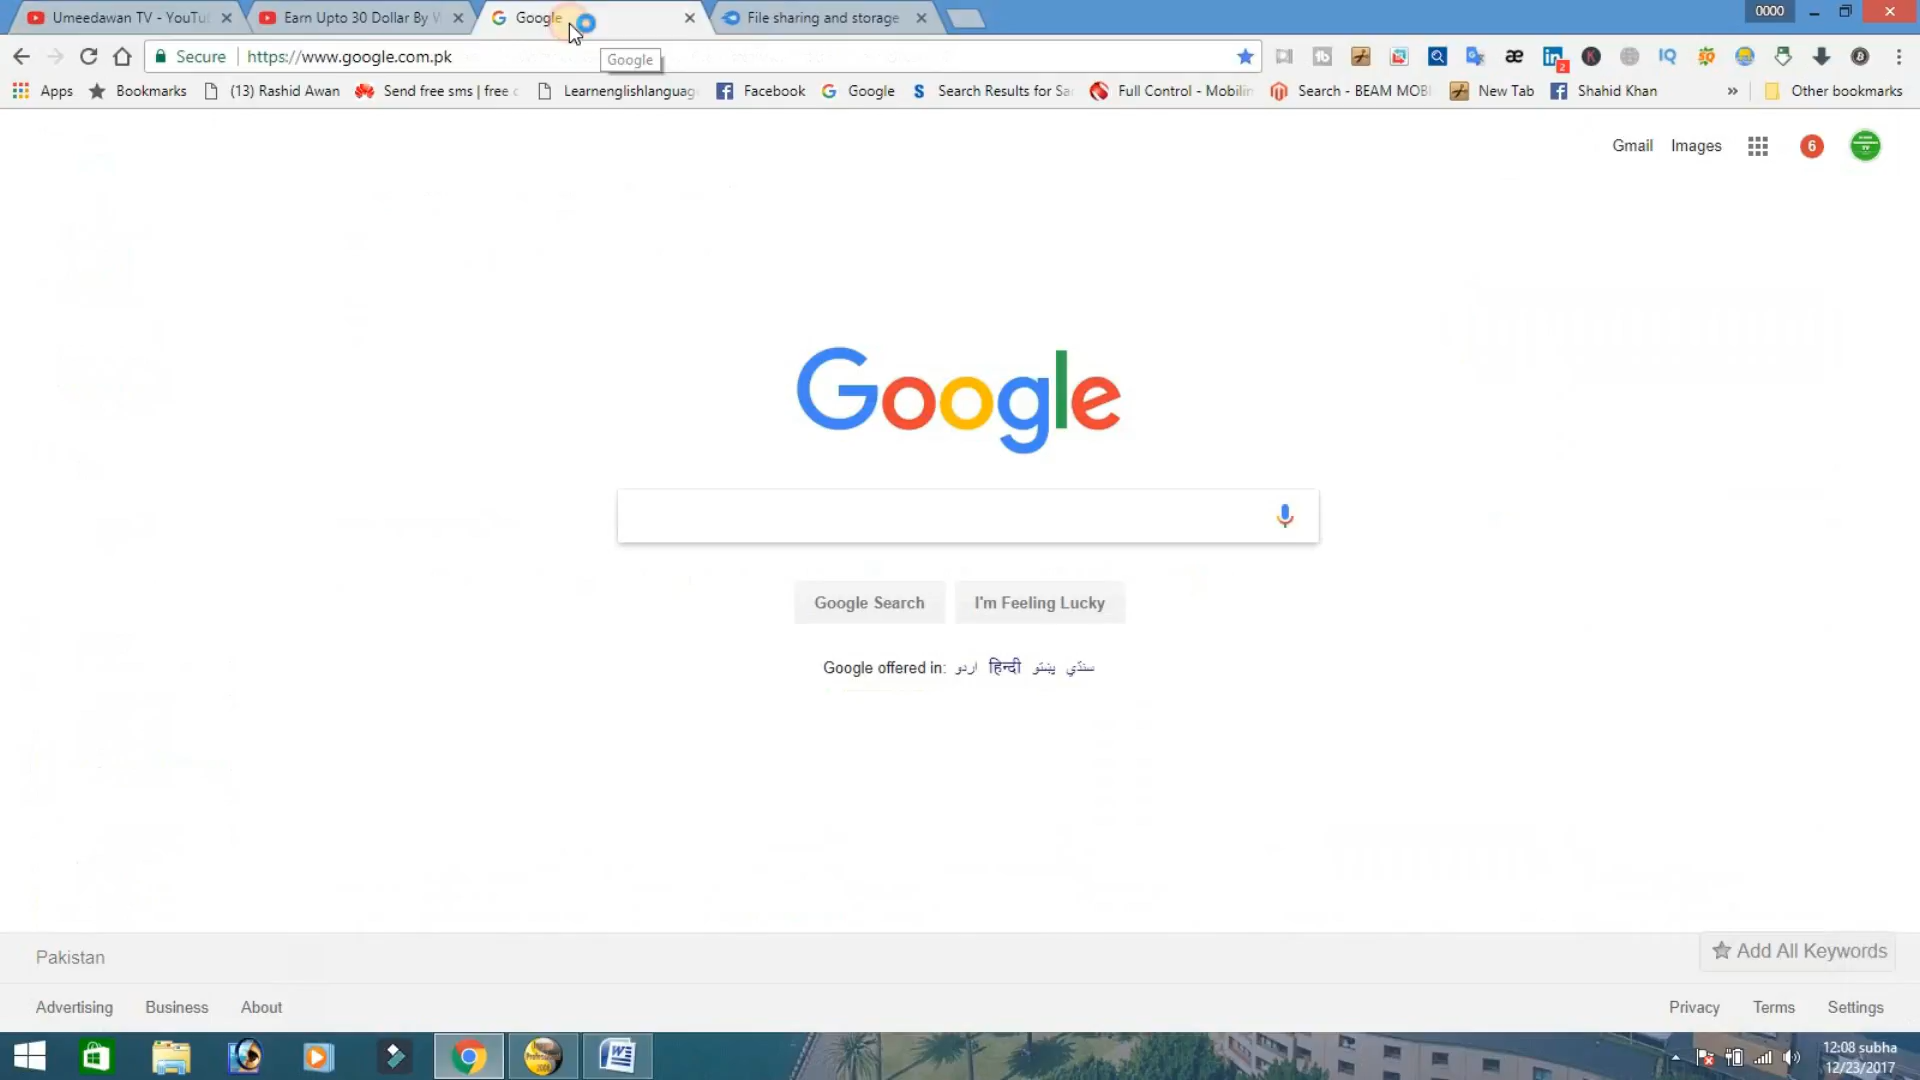 Umeedawan TV - YouTu
Earn Upto 30 Dollar By W
Google
File sharing and storage
0000
Secure
https://www.google.com.pk
Google
Apps
Bookmarks
(13) Rashid Awan
Send free sms | free c
Learnenglishlanguag
Facebook
Google
Search Results for Sa
Full Control - Mobilin
Search - BEAM MOBI
New Tab
Shahid Khan
»
Other bookmarks
Gmail
Images
6
Google
Google Search
I'm Feeling Lucky
Google offered in: اردو हिन्दी پښتو سنڌي
Pakistan
Add All Keywords
Advertising
Business
About
Privacy
Terms
Settings
12:08 subha
12/23/2017